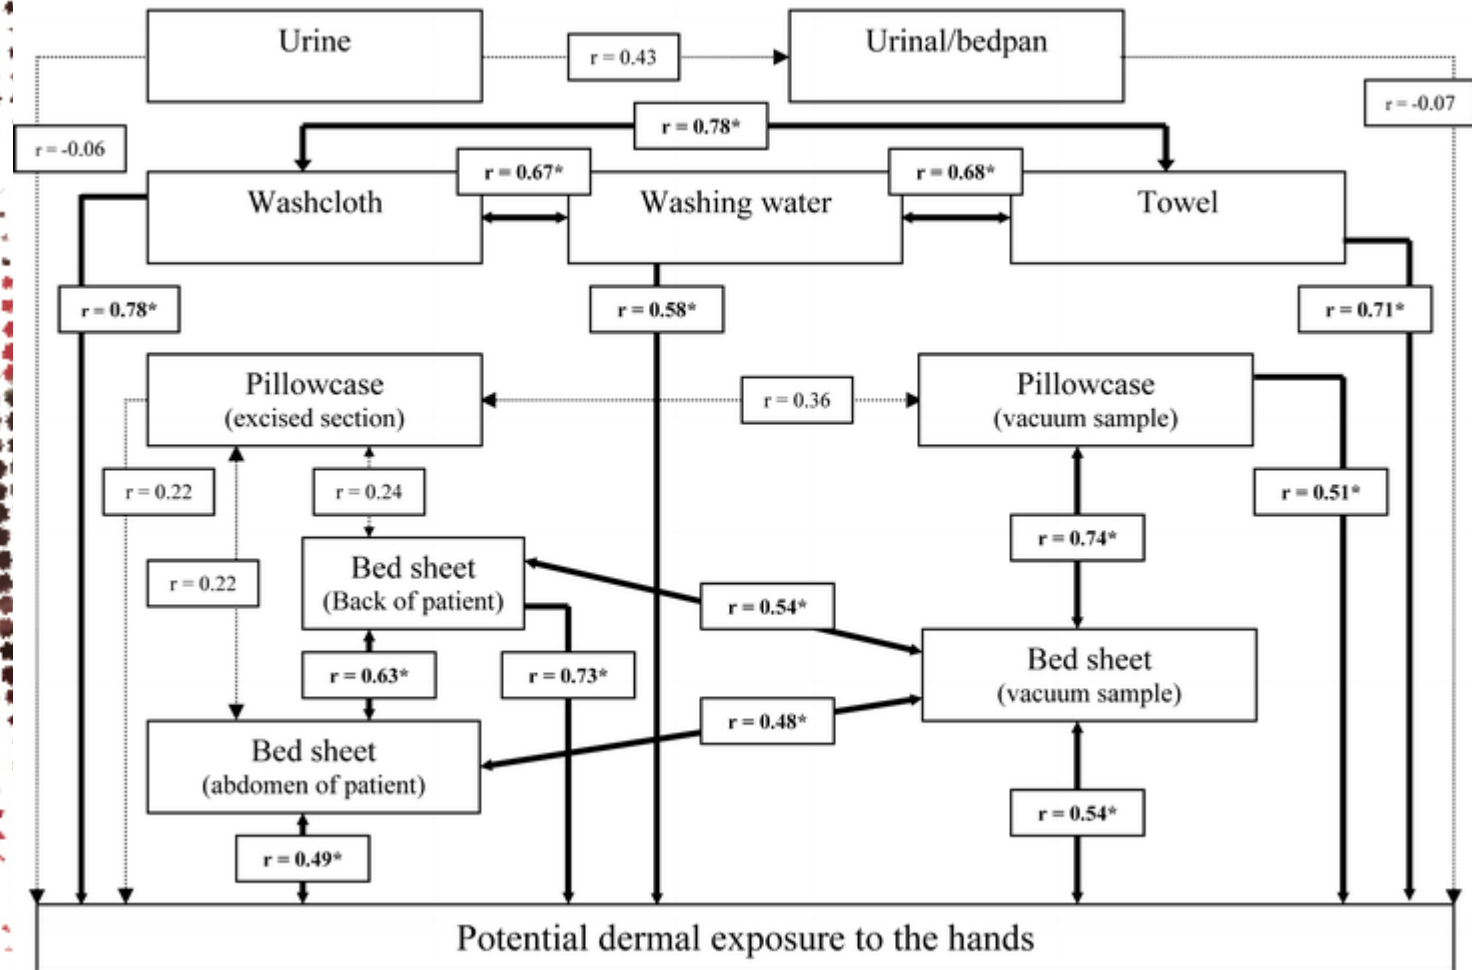 Urine
Urinal/bedpan
r = 0.43
r = -0.07
r = 0.78*
r = -0.06
r = 0.67*
r = 0.68*
Washcloth
Washing water
Towel
r = 0.78*
r = 0.58*
r = 0.71*
Pillowcase
(excised section)
r = 0.36
Pillowcase
(vacuum sample)
r = 0.22
r = 0.24
r = 0.51*
r = 0.74*
Bed sheet
(Back of patient)
r = 0.22
r = 0.54*
r = 0.63*
r = 0.73*
Bed sheet
(vacuum sample)
r = 0.48*
Bed sheet
(abdomen of patient)
r = 0.54*
r = 0.49*
Potential dermal exposure to the hands